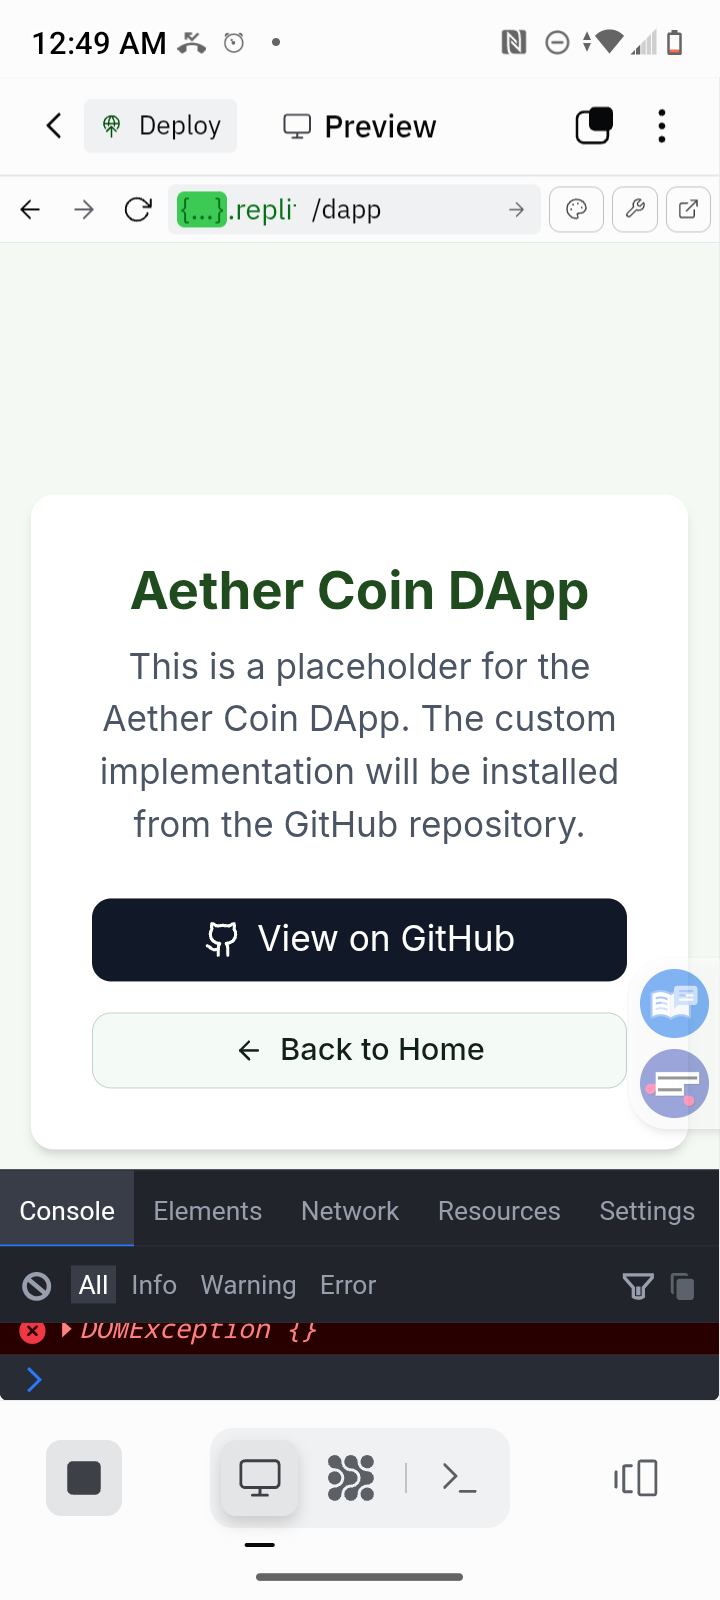 12:49 AM
Deploy
Preview
{...}.repli /dapp
Aether Coin DApp
This is a placeholder for the
Aether Coin DApp. The custom
implementation will be installed
from the GitHub repository.
View on GitHub
Back to Home
Console Elements Network Resources Settings
All Info Warning Error
DOMException {}